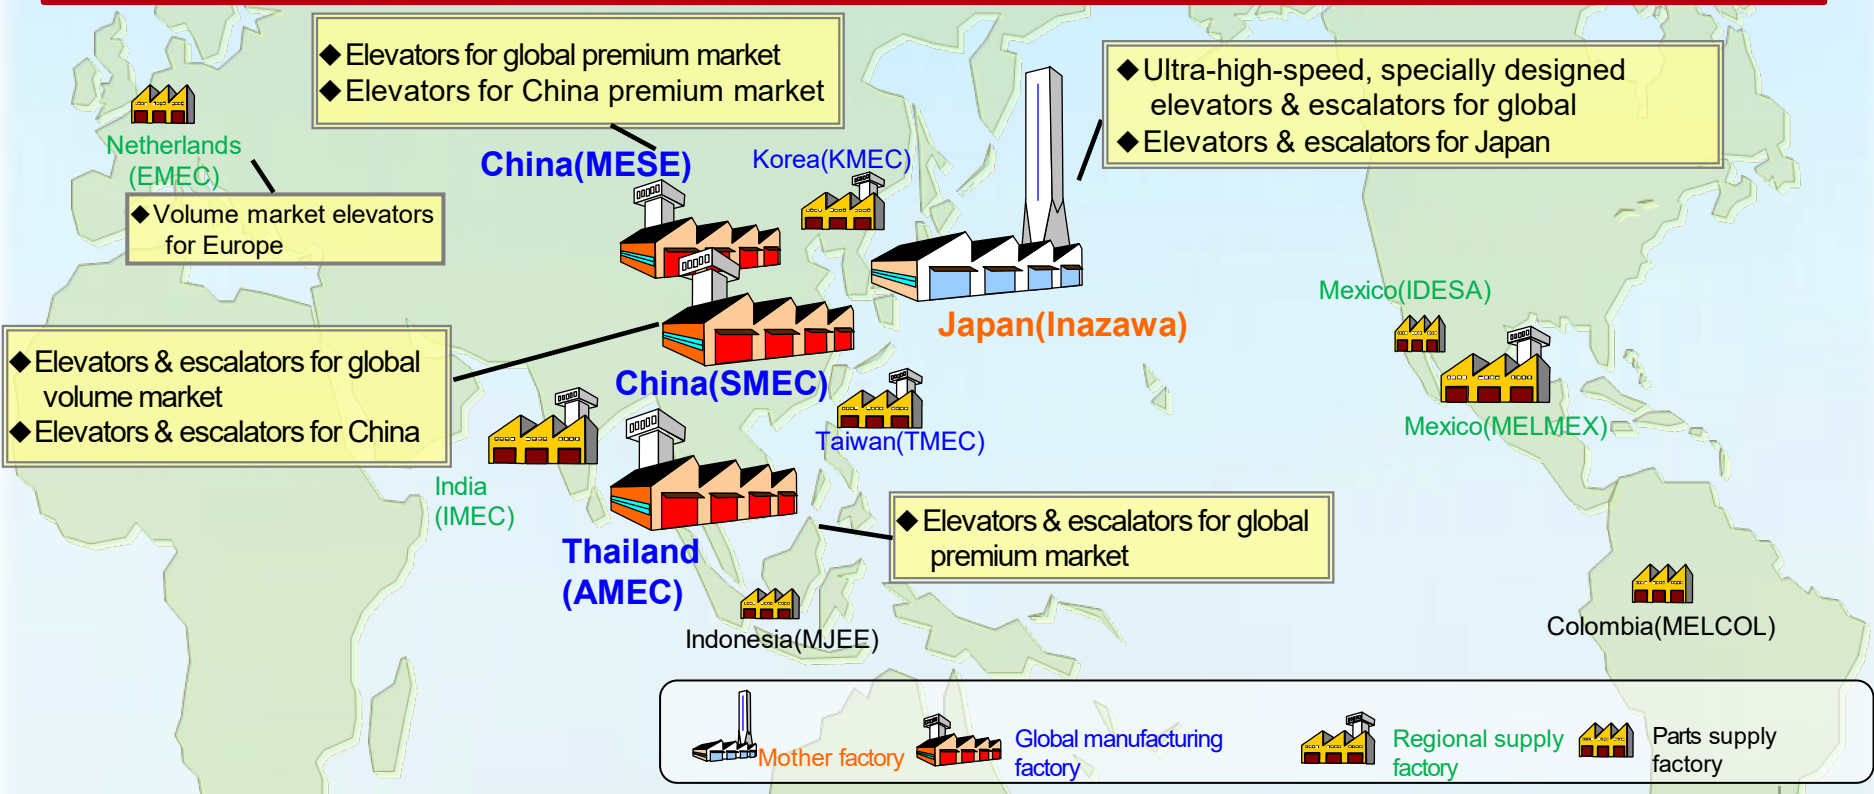 ◆Elevators for global premium market
◆Elevators for China premium market
◆Ultra-high-speed, specially designed
elevators & escalators for global
◆Elevators & escalators for Japan
Netherlands
(EMEC)
◆Volume market elevators
for Europe
China(MESE)
Korea(KMEC)
Japan(Inazawa)
Mexico(IDESA)
◆Elevators & escalators for global
volume market
◆Elevators & escalators for China
China(SMEC)
Taiwan(TMEC)
Mexico(MELMEX)
India
(IMEC)
◆Elevators & escalators for global
premium market
Thailand
(AMEC)
Indonesia(MJEE)
Colombia(MELCOL)
Mother factory
Global manufacturing
factory
Regional supply
factory
Parts supply
factory